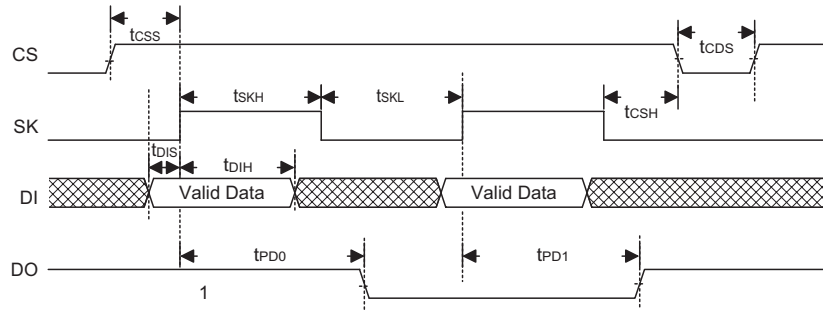 tCSS
CS
tCDS
tSKH
tSKL
tCSH
SK
tDIS
tDIH
DI
Valid Data
Valid Data
tPD0
tPD1
DO
1